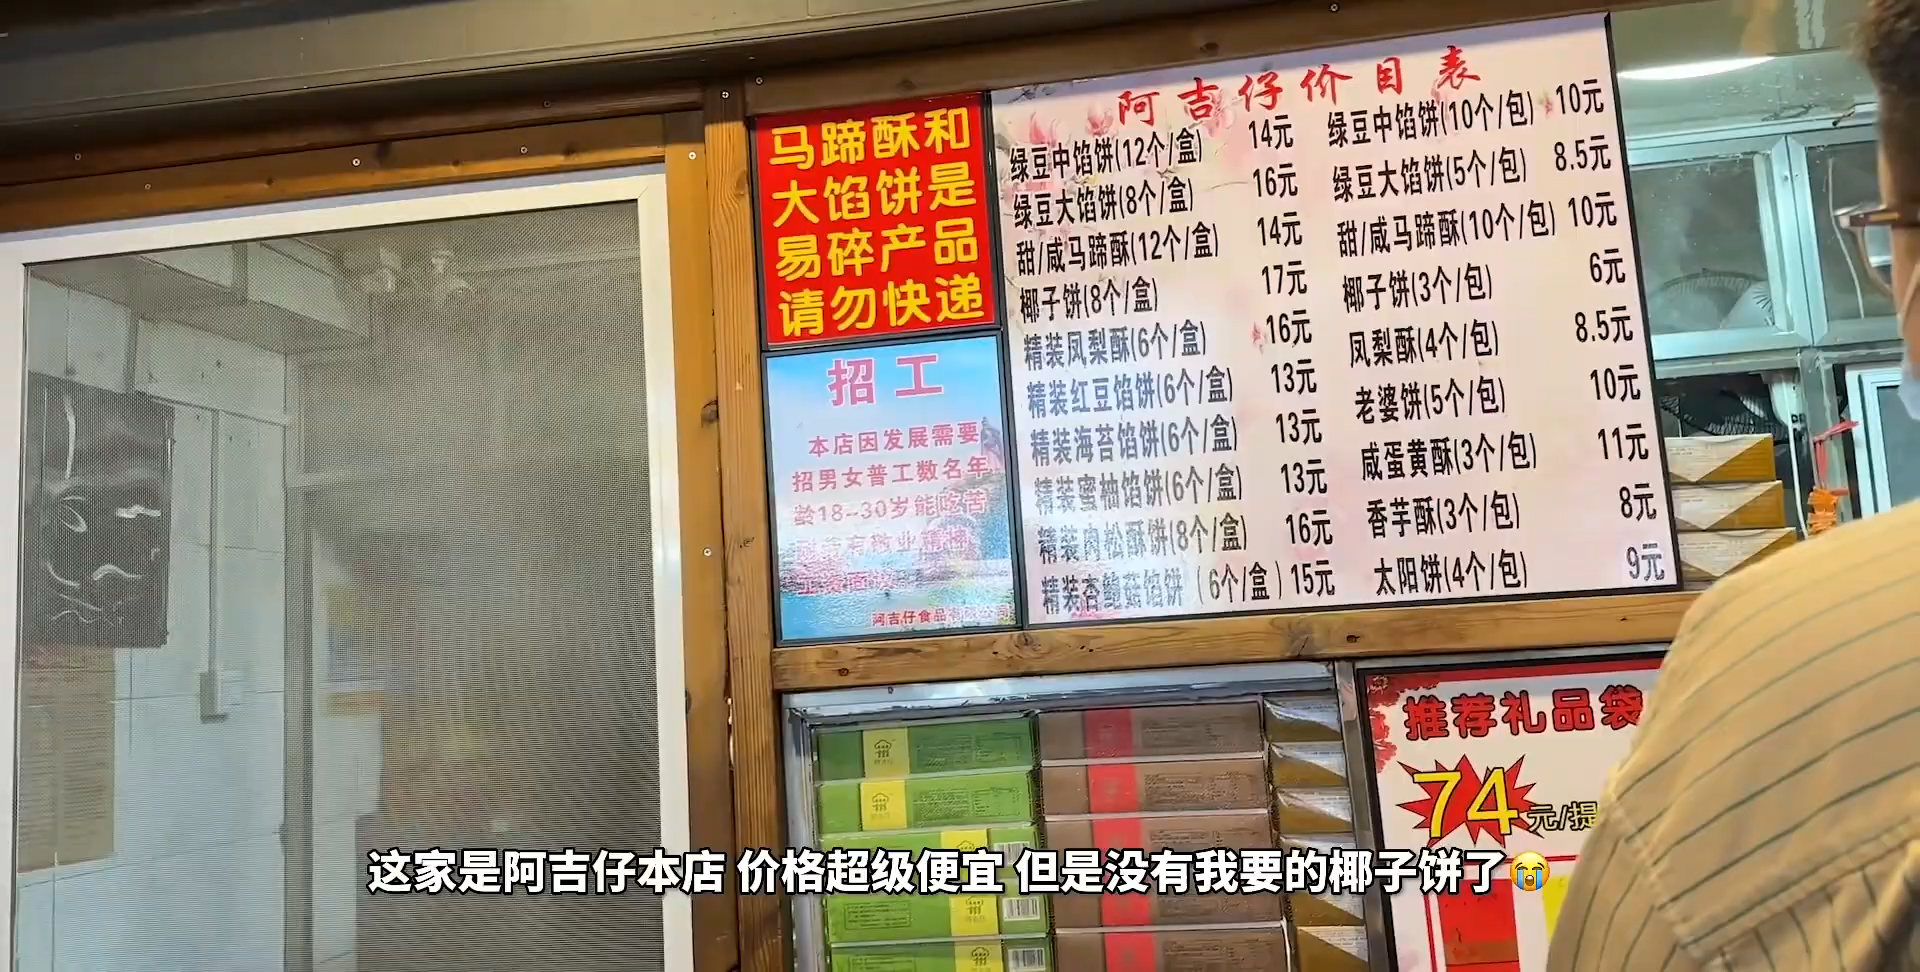 马蹄酥和
大馅饼是
易碎产品
请勿快递
招工
本店因发展需要
招男女普工数名年
龄18-30岁能吃苦
阿吉仔食品有限公司
阿吉仔价目表
绿豆中馅饼(12个/盒) 14元
绿豆大馅饼(8个/盒) 16元
甜/咸马蹄酥(12个/盒) 14元
椰子饼(8个/盒) 17元
精装凤梨酥(6个/盒) 16元
精装红豆馅饼(6个/盒) 13元
精装海苔馅饼(6个/盒) 13元
精装蜜柚馅饼(6个/盒) 13元
精装肉松酥饼(8个/盒) 16元
精装杏鲍菇馅饼(6个/盒) 15元
绿豆中馅饼(10个/包) 10元
绿豆大馅饼(5个/包) 8.5元
甜/咸马蹄酥(10个/包) 10元
椰子饼(3个/包) 6元
凤梨酥(4个/包) 8.5元
老婆饼(5个/包) 10元
咸蛋黄酥(3个/包) 11元
香芋酥(3个/包) 8元
太阳饼(4个/包) 9元
推荐礼品袋
74元/提
这家是阿吉仔本店 价格超级便宜 但是没有我要的椰子饼了😭